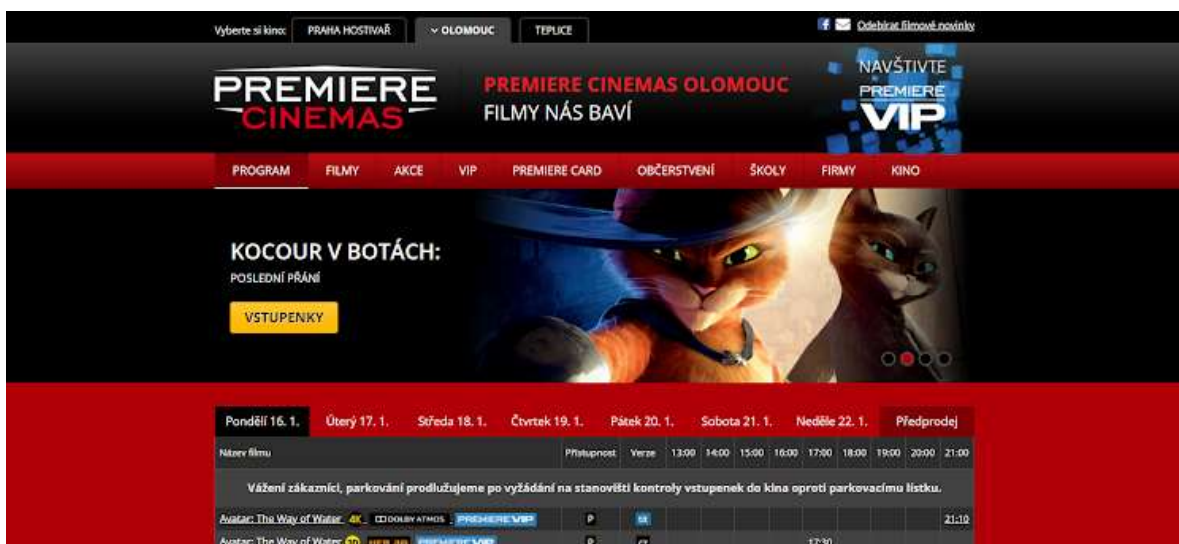 Vyberte si kino: PRAHA HOSTIVAŘ OLOMOUC TEPLICE Odebírat filmové novinky
PREMIERE
CINEMAS
PREMIERE CINEMAS OLOMOUC
FILMY NÁS BAVÍ
NAVŠTIVTE
PREMIERE
VIP
PROGRAM FILMY AKCE VIP PREMIERE CARD OBČERSTVENÍ ŠKOLY FIRMY KINO
KOCOUR V BOTÁCH:
POSLEDNÍ PŘÁNÍ
VSTUPENKY
Pondělí 16. 1. Úterý 17. 1. Středa 18. 1. Čtvrtek 19. 1. Pátek 20. 1. Sobota 21. 1. Neděle 22. 1. Předprodej
Název filmu Přístupnost Verze 13:00 14:00 15:00 16:00 17:00 18:00 19:00 20:00 21:00
Vážení zákazníci, parkování prodlužujeme po vyžádání na stanovišti kontroly vstupenek do kina oproti parkovacímu lístku.
Avatar: The Way of Water 4K DOLBY ATMOS PREMIERE VIP P 21:10
Avatar: The Way of Water 3D PREMIERE VIP P 17:30